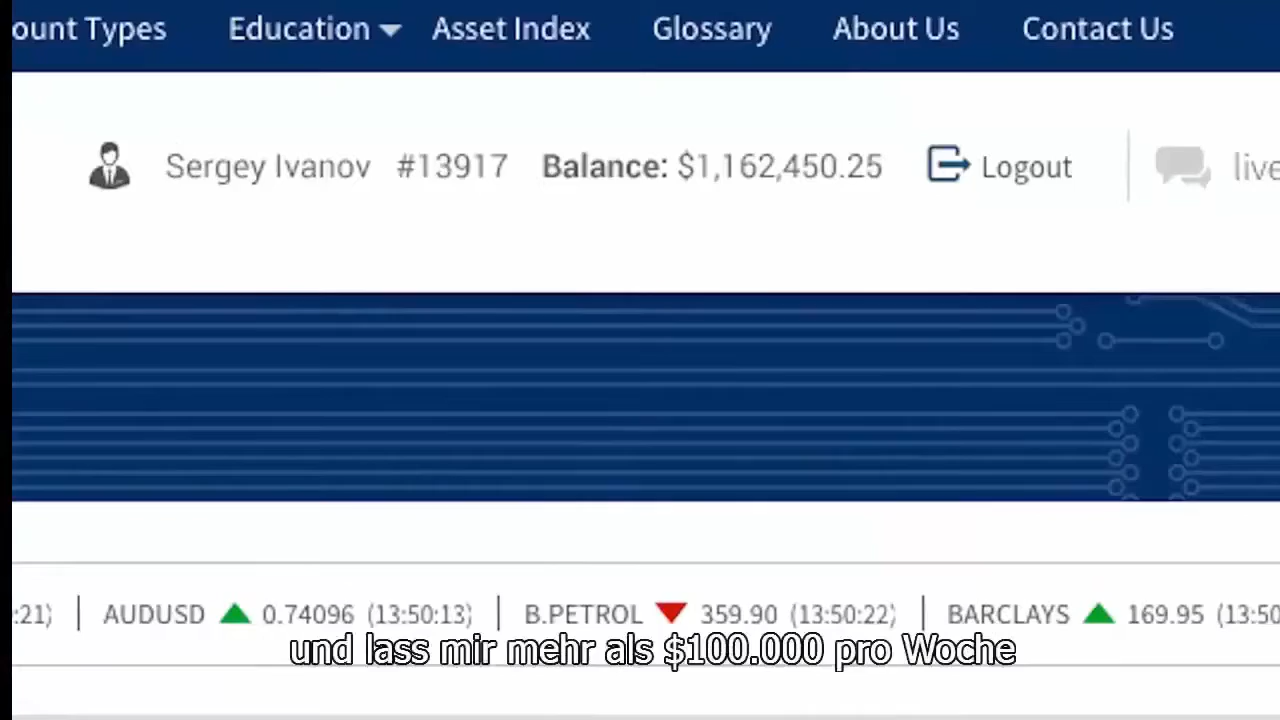 ount Types Education Asset Index Glossary About Us Contact Us
Sergey Ivanov #13917 Balance: $1,162,450.25 Logout live
:21) AUDUSD 0.74096 (13:50:13) B.PETROL 359.90 (13:50:22) BARCLAYS 169.95 (13:50
und lass mir mehr als $100.000 pro Woche